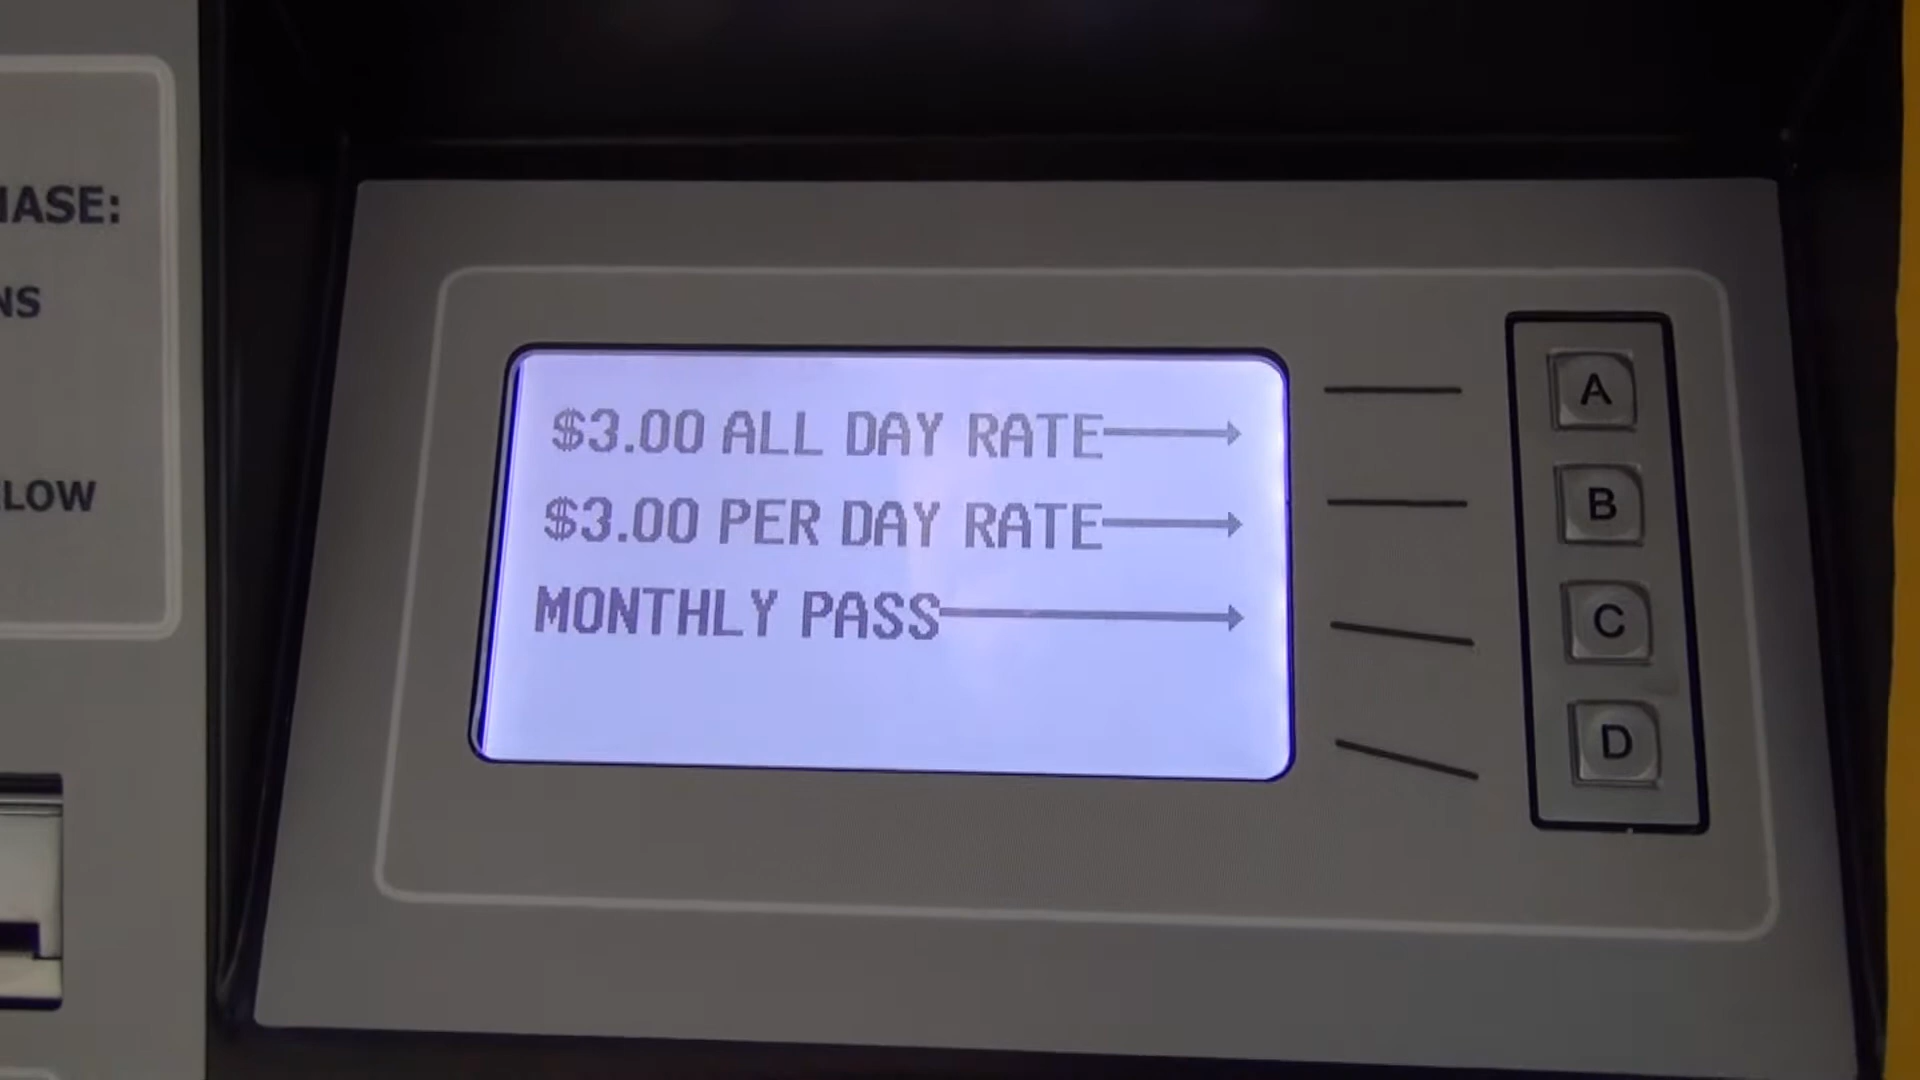 $3.00 ALL DAY RATE
$3.00 PER DAY RATE
MONTHLY PASS
A
B
C
D